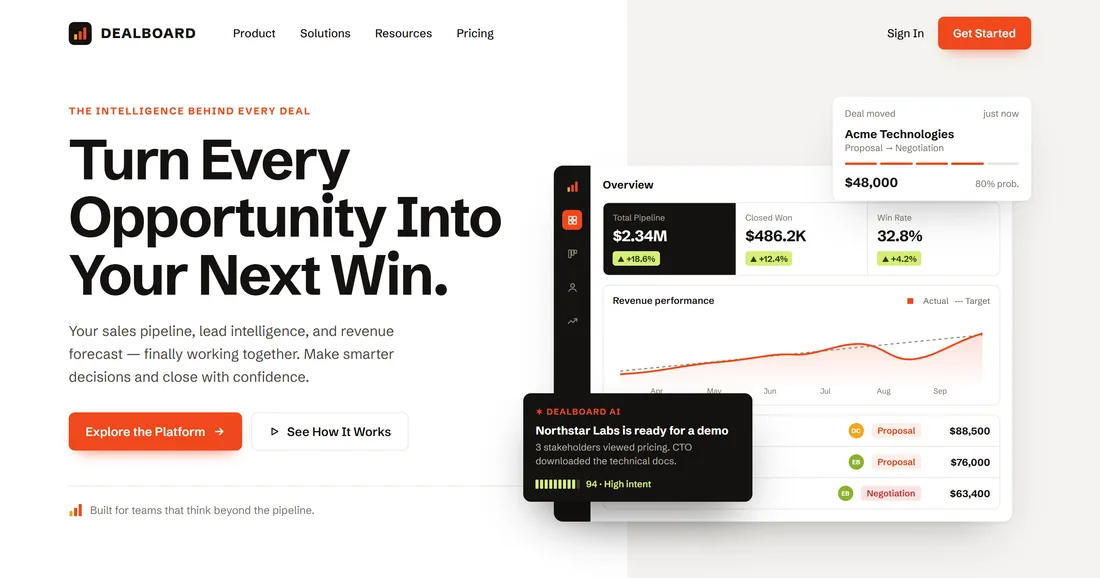 DEALBOARD
Product
Solutions
Resources
Pricing
Sign In
Get Started
THE INTELLIGENCE BEHIND EVERY DEAL
Turn Every
Opportunity Into
Your Next Win.
Your sales pipeline, lead intelligence, and revenue
forecast — finally working together. Make smarter
decisions and close with confidence.
Explore the Platform →
See How It Works
Built for teams that think beyond the pipeline.
Deal moved
just now
Acme Technologies
Proposal → Negotiation
$48,000
80% prob.
Overview
Total Pipeline
$2.34M
▲ +18.6%
Closed Won
$486.2K
▲ +12.4%
Win Rate
32.8%
▲ +4.2%
Revenue performance
Actual
--- Target
Apr
May
Jun
Jul
Aug
Sep
✶ DEALBOARD AI
Northstar Labs is ready for a demo
3 stakeholders viewed pricing. CTO
downloaded the technical docs.
94 · High intent
DC
Proposal
$88,500
EB
Proposal
$76,000
EB
Negotiation
$63,400